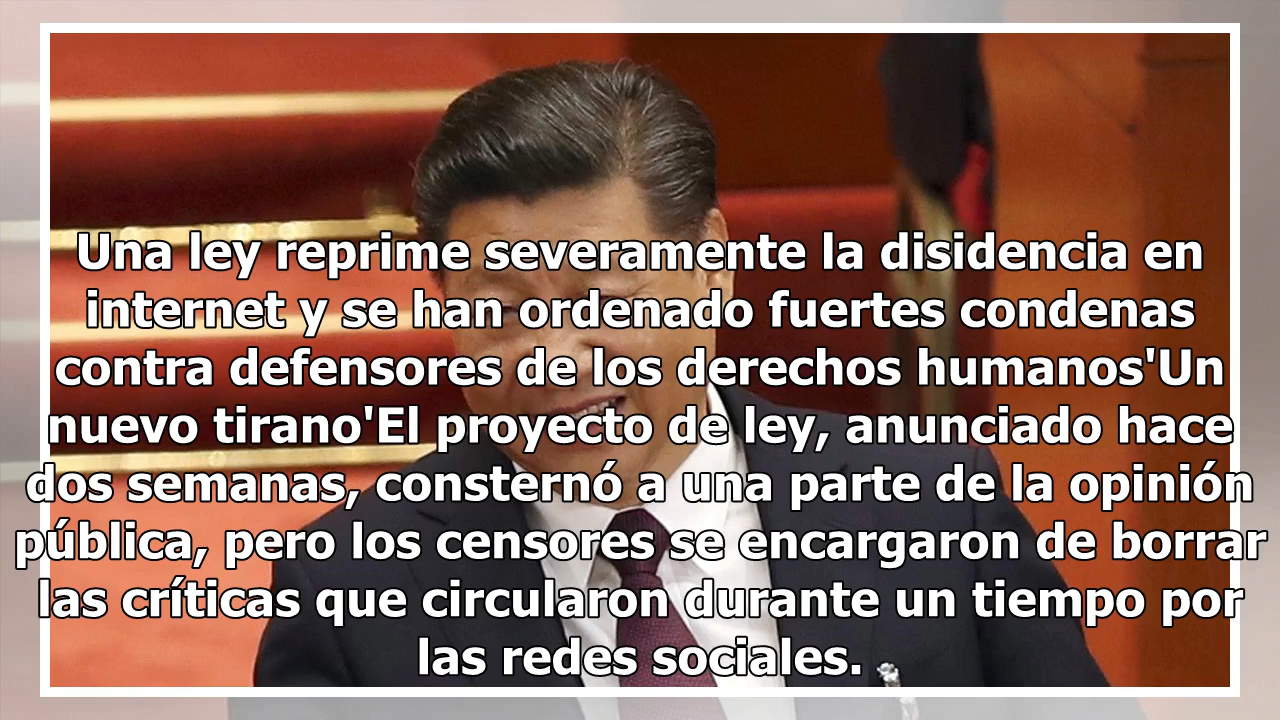 Una ley reprime severamente la disidencia en
internet y se han ordenado fuertes condenas
contra defensores de los derechos humanos'Un
nuevo tirano'El proyecto de ley, anunciado hace
dos semanas, consternó a una parte de la opinión
pública, pero los censores se encargaron de borrar
las críticas que circularon durante un tiempo por
las redes sociales.